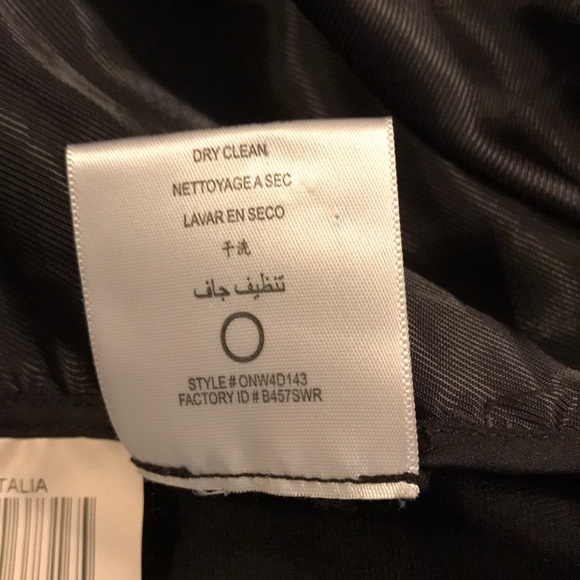 DRY CLEAN
NETTOYAGE A SEC
LAVAR EN SECO
干洗
تنظيف جاف
STYLE # ONW4D143
FACTORY ID # B457SWR
TALIA